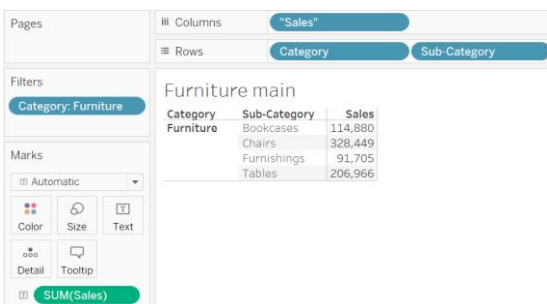 Pages
Columns "Sales"
Rows Category Sub-Category
Filters
Category: Furniture
Marks
Automatic
Color Size Text
Detail Tooltip
SUM(Sales)
Furniture main
Category Sub-Category Sales
Furniture Bookcases 114,880
Chairs 328,449
Furnishings 91,705
Tables 206,966